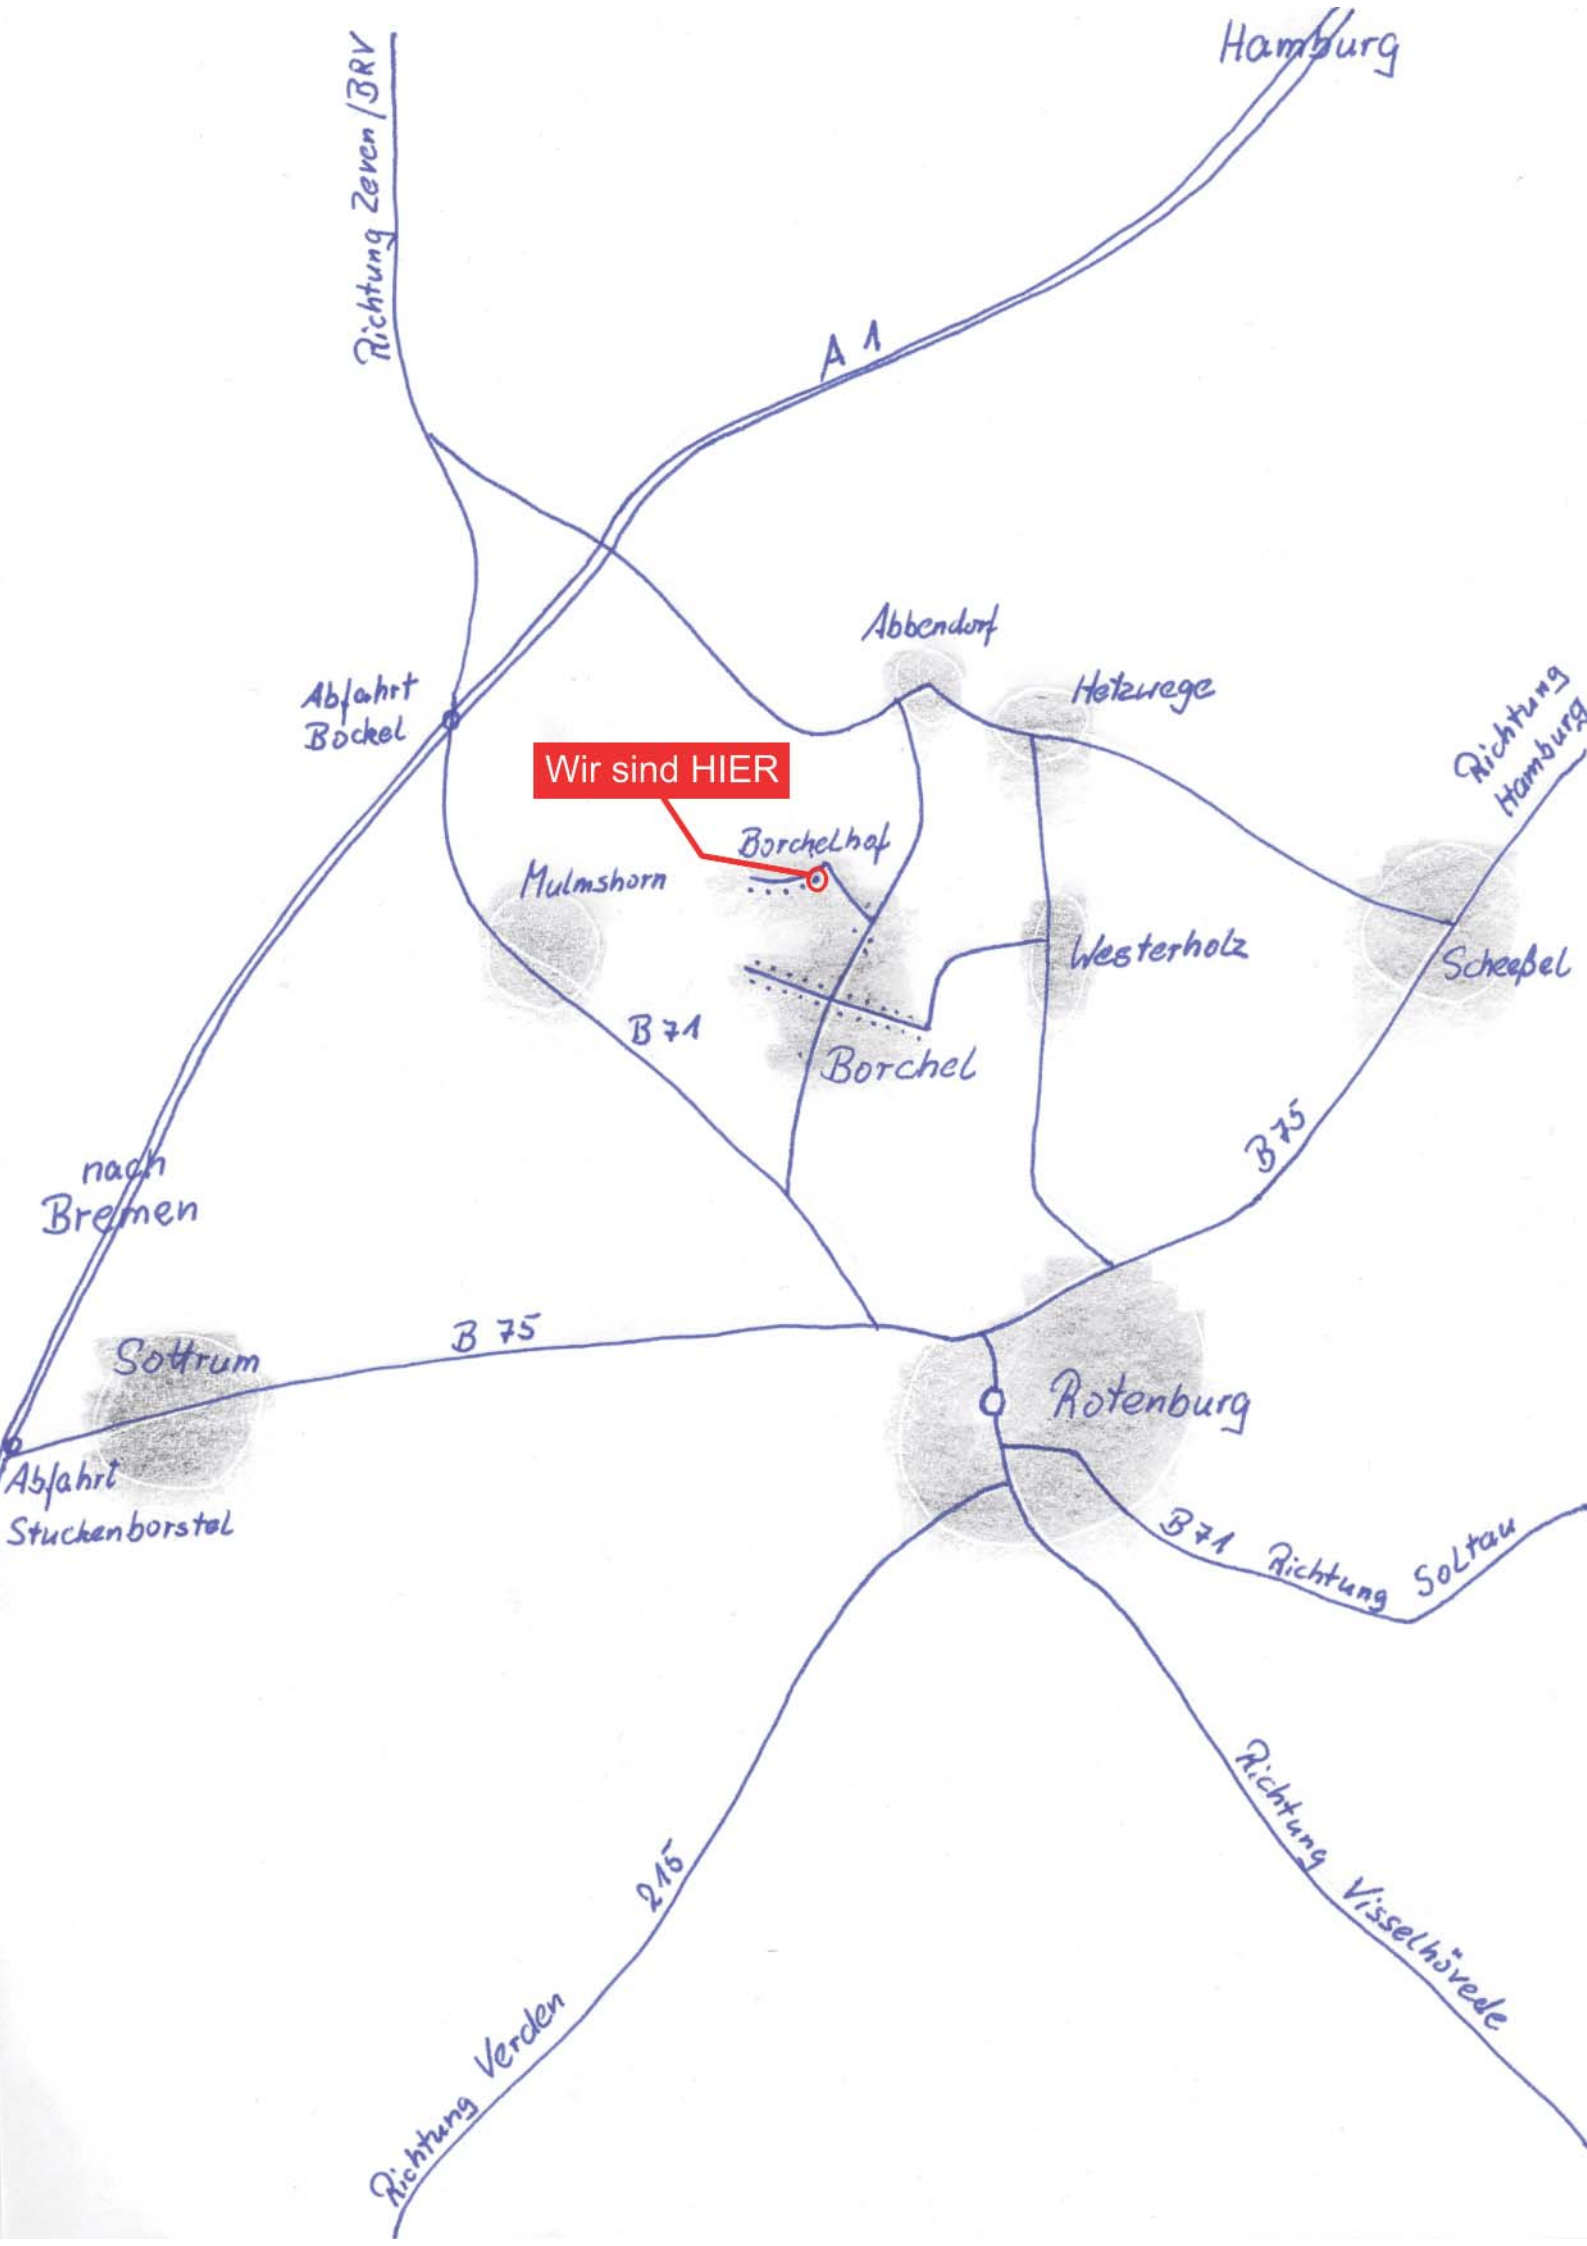 Hamburg
Richtung Zeven/BRV
A 1
Abbendorf
Hetzwege
Abfahrt
Bockel
Richtung
Hamburg
Wir sind HIER
Borchelhof
Mulmshorn
Westerholz
Scheeßel
B 71
Borchel
B 75
nach
Bremen
B 75
Sottrum
Rotenburg
Abfahrt
Stuckenborstel
B 71 Richtung Soltau
Richtung Visselhövede
215
Richtung Verden